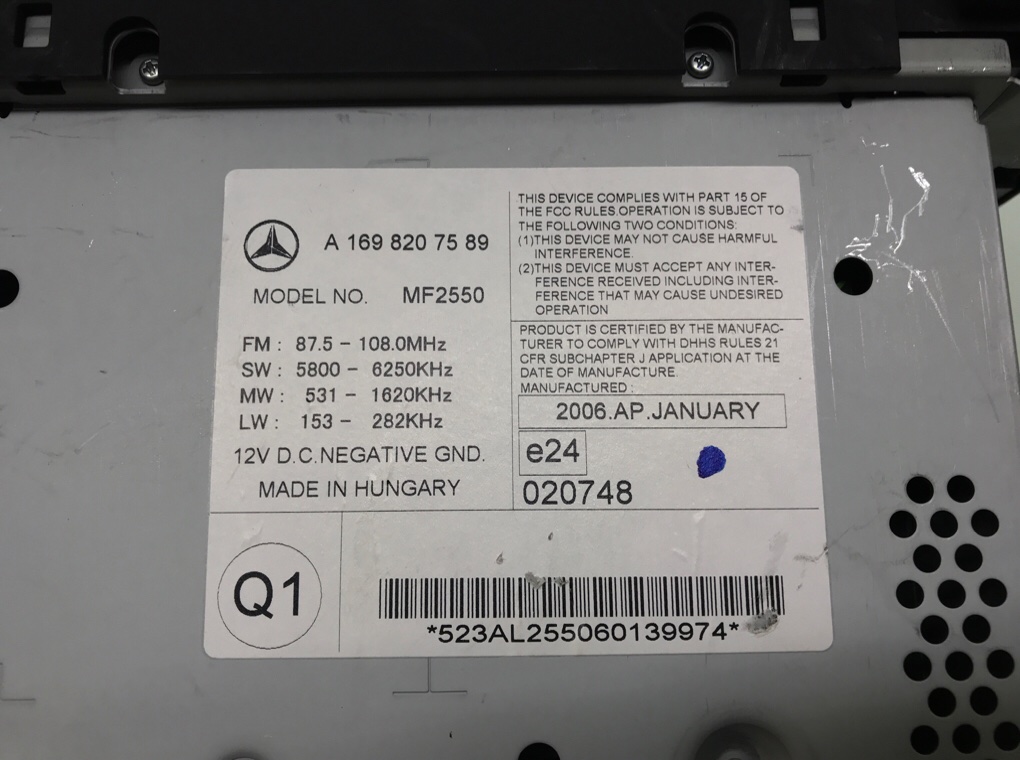 A 169 820 75 89
MODEL NO. MF2550
FM : 87.5 - 108.0MHz
SW : 5800 - 6250KHz
MW : 531 - 1620KHz
LW : 153 - 282KHz
12V D.C.NEGATIVE GND.
MADE IN HUNGARY
THIS DEVICE COMPLIES WITH PART 15 OF
THE FCC RULES.OPERATION IS SUBJECT TO
THE FOLLOWING TWO CONDITIONS:
(1)THIS DEVICE MAY NOT CAUSE HARMFUL
INTERFERENCE.
(2)THIS DEVICE MUST ACCEPT ANY INTER-
FERENCE RECEIVED INCLUDING INTER-
FERENCE THAT MAY CAUSE UNDESIRED
OPERATION
PRODUCT IS CERTIFIED BY THE MANUFAC-
TURER TO COMPLY WITH DHHS RULES 21
CFR SUBCHAPTER J APPLICATION AT THE
DATE OF MANUFACTURE.
MANUFACTURED :
2006.AP.JANUARY
e24
020748
Q1
*523AL255060139974*